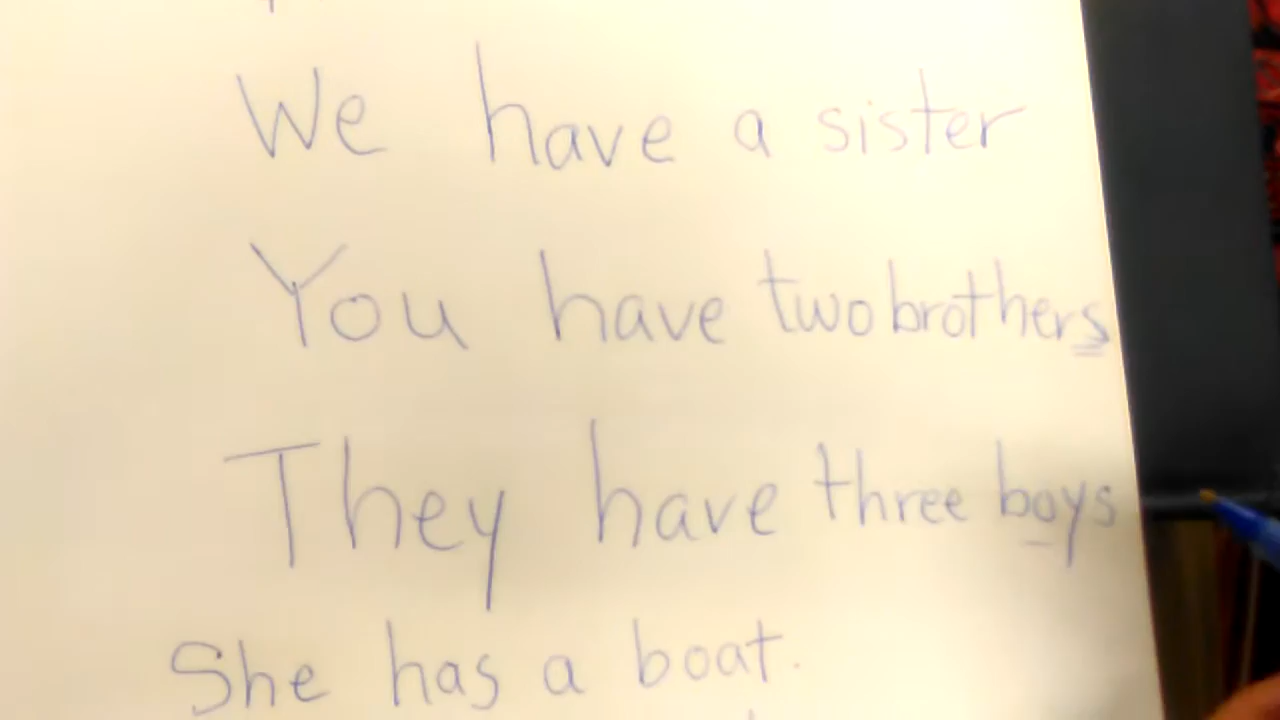 We have a sister
You have two brothers
They have three boys
She has a boat.